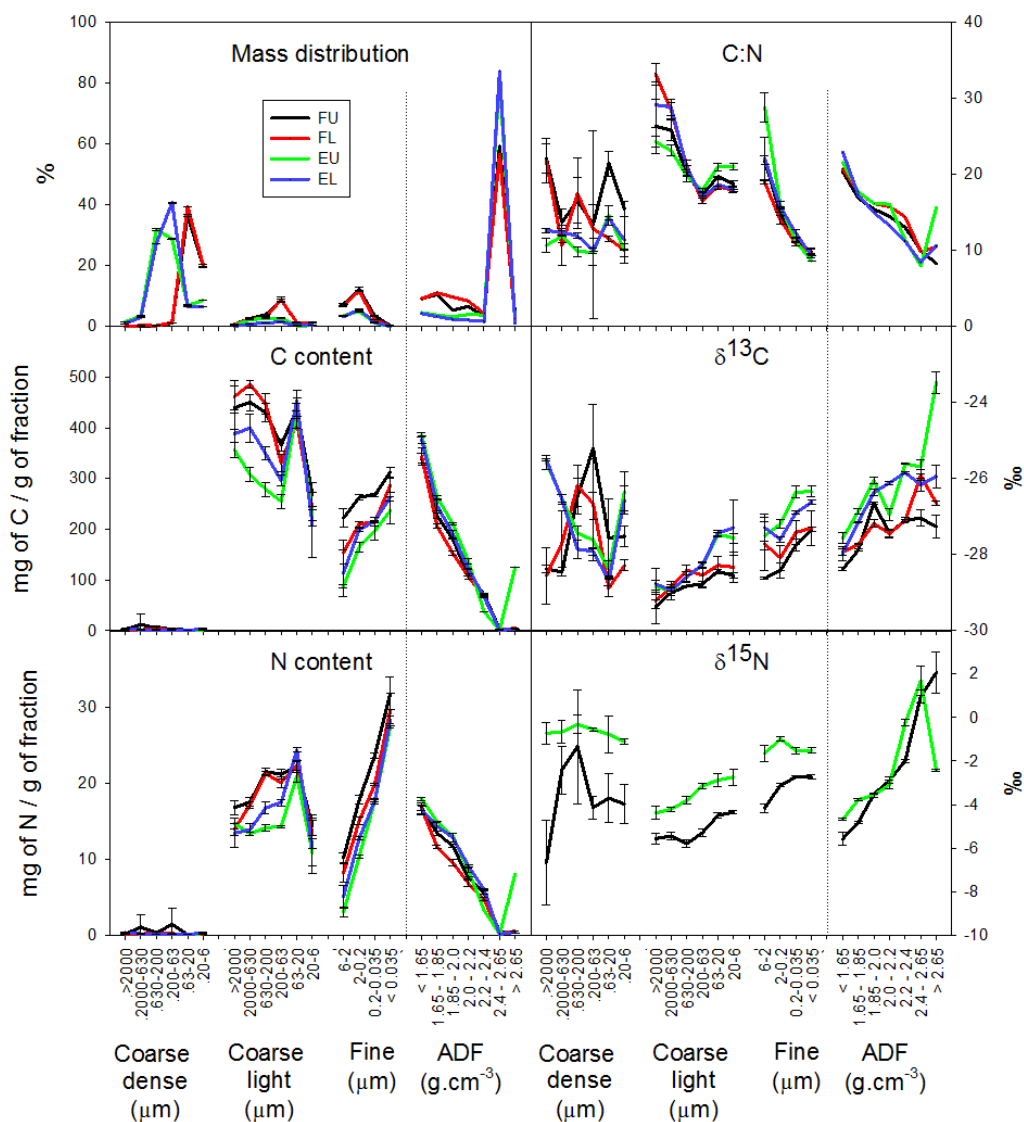 Mass distribution
C:N
100
80
60
40
20
0
%
FU
FL
EU
EL
40
30
20
10
0
C content
δ13C
500
400
300
200
100
0
mg of C / g of fraction
-24
-26
-28
-30
‰
N content
δ15N
30
20
10
0
mg of N / g of fraction
2
0
-2
-4
-6
-8
-10
‰
.>2000
.2000-630
.630-200
.200-63
.63-20
.20-6
>2000
2000-630
630-200
200-63
63-20
20-6
6-2
2-0.2
0.2-0.035
< 0.035
< 1.65
1.65 - 1.85
1.85 - 2.0
2.0 - 2.2
2.2 - 2.4
2.4 - 2.65
> 2.65
.>2000
.2000-630
.630-200
.200-63
.63-20
.20-6
>2000
2000-630
630-200
200-63
63-20
20-6
6-2
2-0.2
0.2-0.035
< 0.035
< 1.65
1.65 - 1.85
1.85 - 2.0
2.0 - 2.2
2.2 - 2.4
2.4 - 2.65
> 2.65
Coarse dense (μm)
Coarse light (μm)
Fine (μm)
ADF (g.cm-3)
Coarse dense (μm)
Coarse light (μm)
Fine (μm)
ADF (g.cm-3)